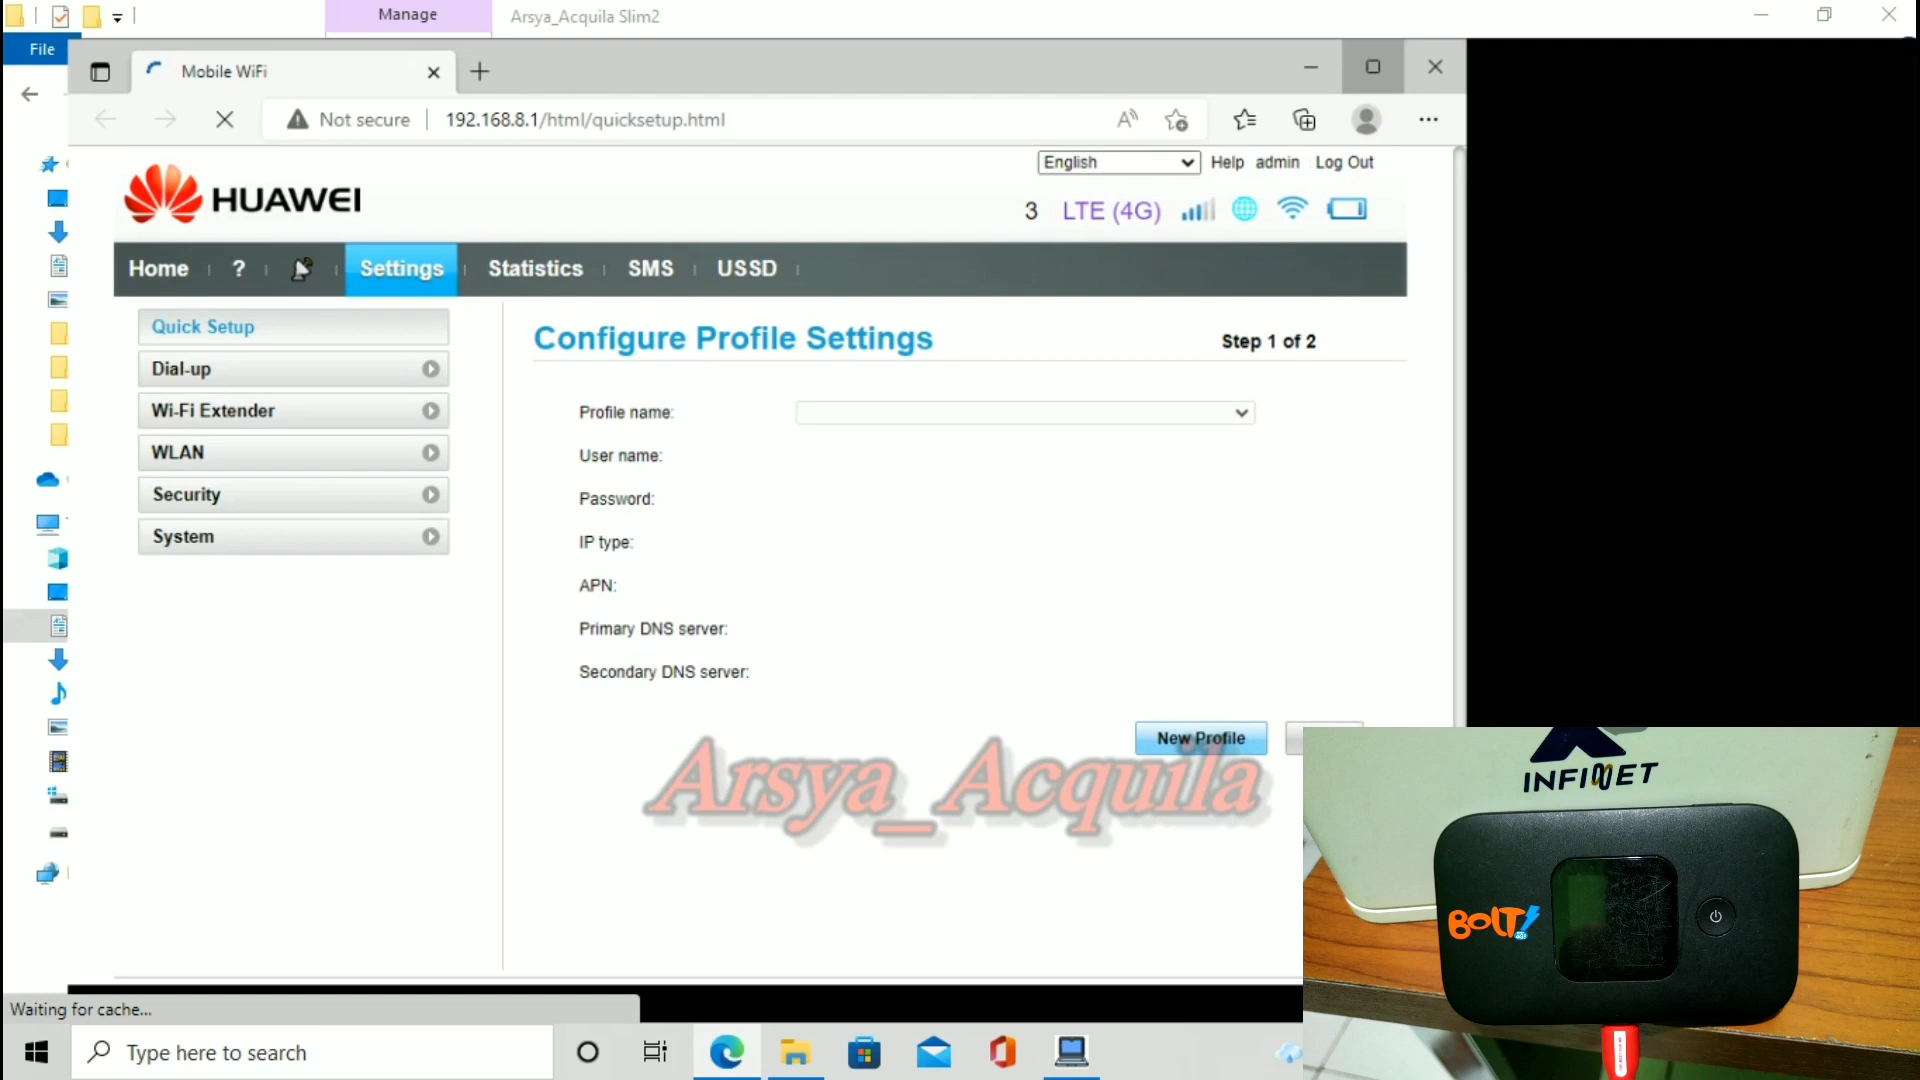 Manage
Arsya_Acquila Slim2
File
Mobile WiFi
Not secure
192.168.8.1/html/quicksetup.html
English
Help
admin
Log Out
HUAWEI
3
LTE (4G)
Home
?
Settings
Statistics
SMS
USSD
Quick Setup
Dial-up
Wi-Fi Extender
WLAN
Security
System
Configure Profile Settings
Step 1 of 2
Profile name:
User name:
Password:
IP type:
APN:
Primary DNS server:
Secondary DNS server:
New Profile
Arsya_Acquila
INFINET
BOLT!
Waiting for cache...
Type here to search